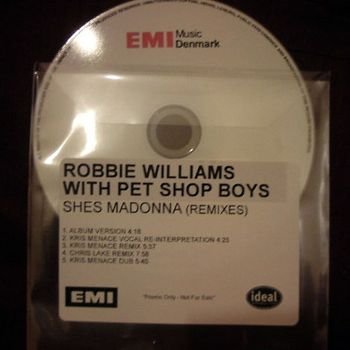 EMI Music
Denmark
ROBBIE WILLIAMS
WITH PET SHOP BOYS
SHES MADONNA (REMIXES)
1. ALBUM VERSION 4:18
2. KRIS MENACE VOCAL RE-INTERPRETATION 4:25
3. KRIS MENACE REMIX 5:37
4. CHRIS LAKE REMIX 7:58
5. KRIS MENACE DUB 5:40
EMI
"Promo Only - Not For Sale"
ideal